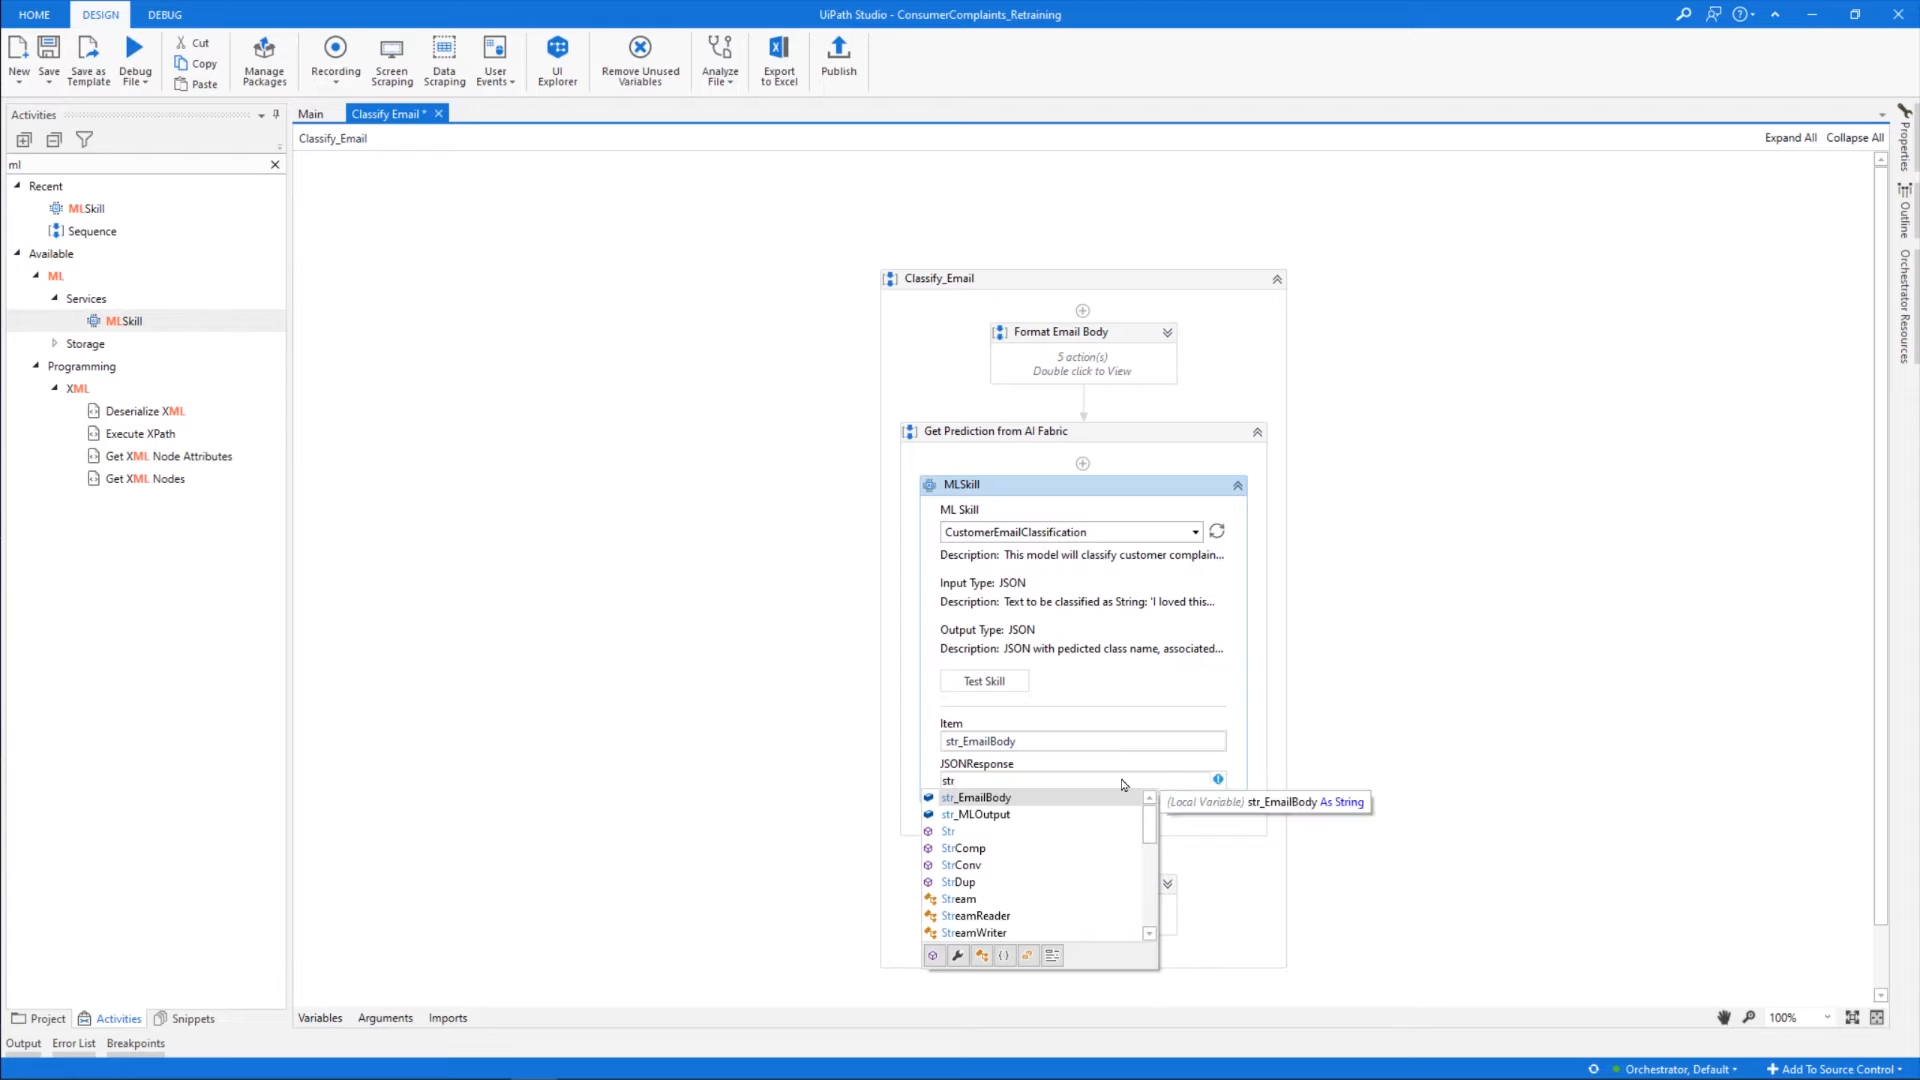 HOME
DESIGN
DEBUG
UiPath Studio - ConsumerComplaints_Retraining
New
Save
Save as
Template
Debug
File
Cut
Copy
Paste
Manage
Packages
Recording
Screen
Scraping
Data
Scraping
User
Events
UI
Explorer
Remove Unused
Variables
Analyze
File
Export
to Excel
Publish
Activities
Main
Classify Email *
Classify_Email
Expand All
Collapse All
ml
Recent
MLSkill
Sequence
Available
ML
Services
MLSkill
Storage
Programming
XML
Deserialize XML
Execute XPath
Get XML Node Attributes
Get XML Nodes
Classify_Email
Format Email Body
5 action(s)
Double click to View
Get Prediction from AI Fabric
MLSkill
ML Skill
CustomerEmailClassification
Description: This model will classify customer complain...
Input Type: JSON
Description: Text to be classified as String: 'I loved this...
Output Type: JSON
Description: JSON with pedicted class name, associated...
Test Skill
Item
str_EmailBody
JSONResponse
str
str_EmailBody
(Local Variable) str_EmailBody As String
str_MLOutput
Str
StrComp
StrConv
StrDup
Stream
StreamReader
StreamWriter
Properties
Outline
Orchestrator Resources
Project
Activities
Snippets
Variables
Arguments
Imports
100%
Output
Error List
Breakpoints
Orchestrator, Default
Add To Source Control